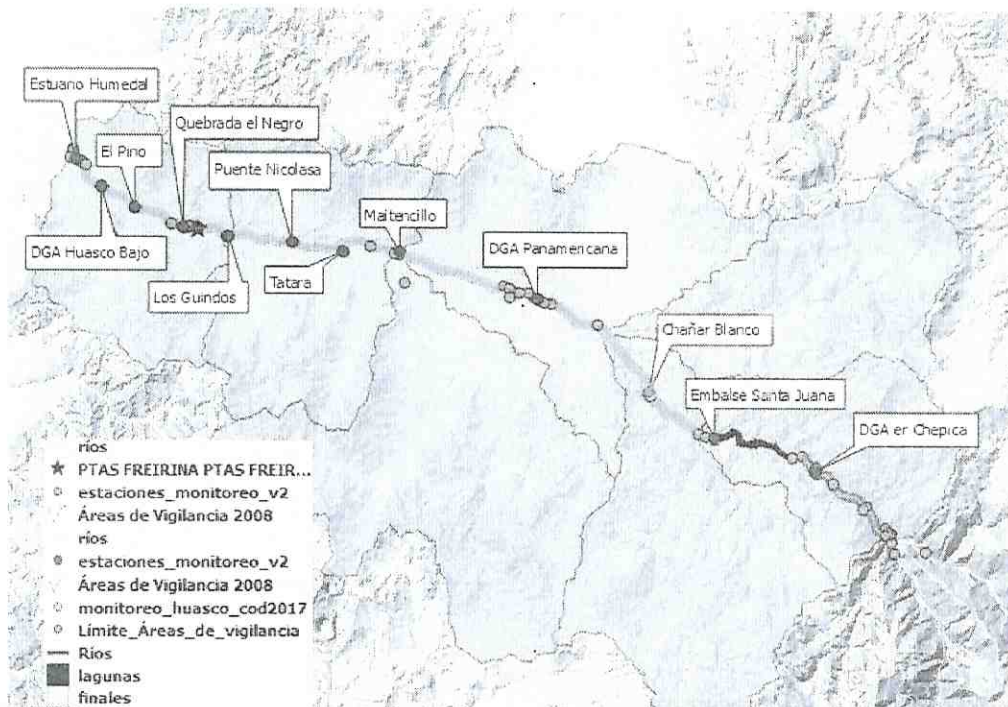 Estuario Humedal
Quebrada el Negro
El Pino
Puente Nicolasa
Maitencillo
DGA Panamericana
DGA Huasco Bajo
Los Guindos
Tatara
Chañar Blanco
Embalse Santa Juana
DGA en Chepica
ríos
PTAS FREIRINA PTAS FREIR...
estaciones_monitoreo_v2
Áreas de Vigilancia 2008
ríos
estaciones_monitoreo_v2
Áreas de Vigilancia 2008
monitoreo_huasco_cod2017
Límite_Áreas_de_vigilancia
Ríos
lagunas
finales